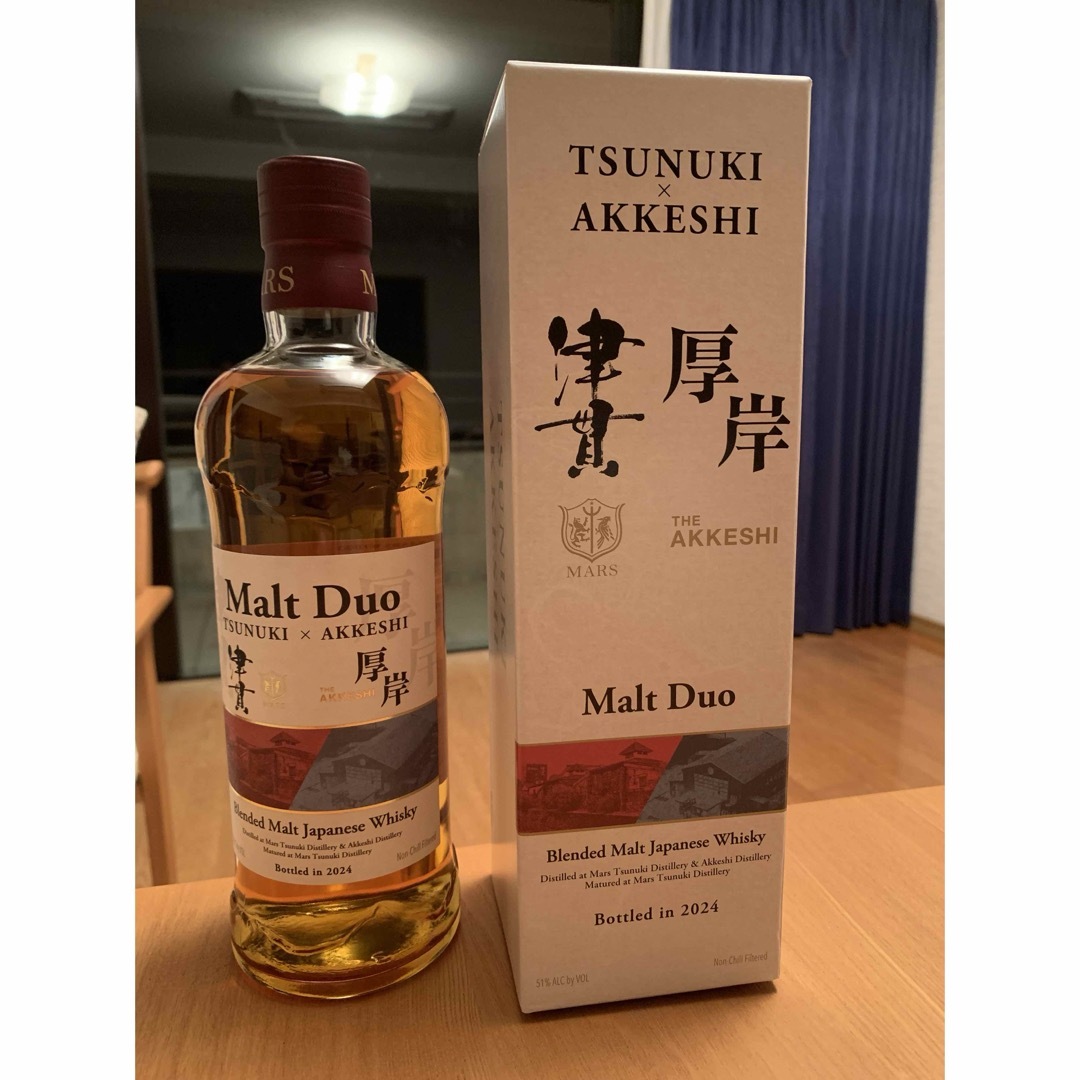 ARS
M
Malt Duo
TSUNUKI × AKKESHI
津貫
厚岸
MARS
THE
AKKESHI
Blended Malt Japanese Whisky
Distilled at Mars Tsunuki Distillery & Akkeshi Distillery
Matured at Mars Tsunuki Distillery
Non-Chill Filtered
Bottled in 2024
TSUNUKI
×
AKKESHI
津貫
厚岸
MARS
THE
AKKESHI
Malt Duo
Blended Malt Japanese Whisky
Distilled at Mars Tsunuki Distillery & Akkeshi Distillery
Matured at Mars Tsunuki Distillery
Bottled in 2024
Non-Chill Filtered
51% ALC by VOL